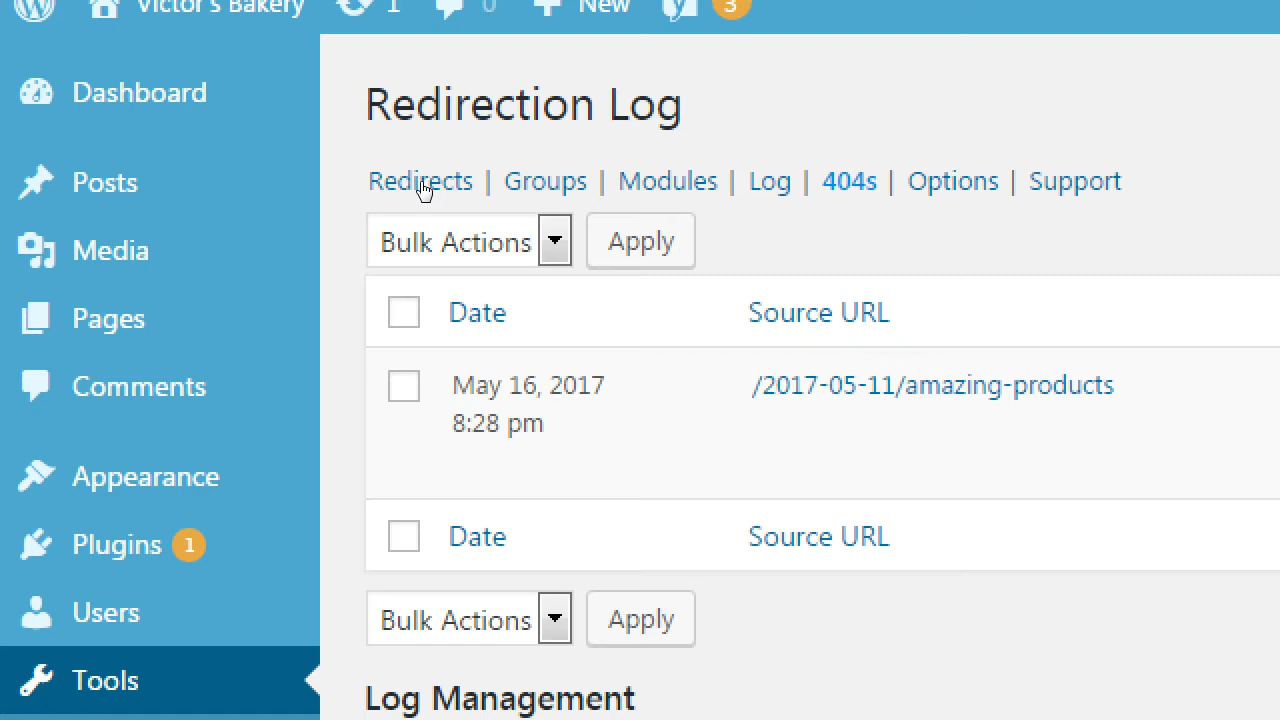 Victor's Bakery 1 0 New 3
Dashboard
Posts
Media
Pages
Comments
Appearance
Plugins 1
Users
Tools
Redirection Log
Redirects | Groups | Modules | Log | 404s | Options | Support
Bulk Actions Apply
Date Source URL
May 16, 2017 /2017-05-11/amazing-products
8:28 pm
Date Source URL
Bulk Actions Apply
Log Management